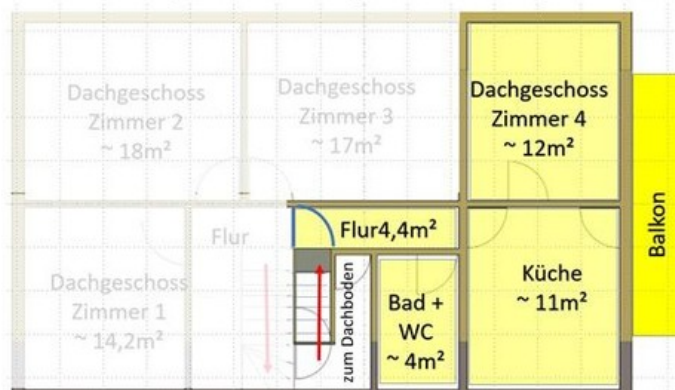 Dachgeschoss
Zimmer 2
~ 18m²
Dachgeschoss
Zimmer 3
~ 17m²
Dachgeschoss
Zimmer 4
~ 12m²
Balkon
Flur
Flur4,4m²
Dachgeschoss
Zimmer 1
~ 14,2m²
zum Dachboden
Bad +
WC
~ 4m²
Küche
~ 11m²